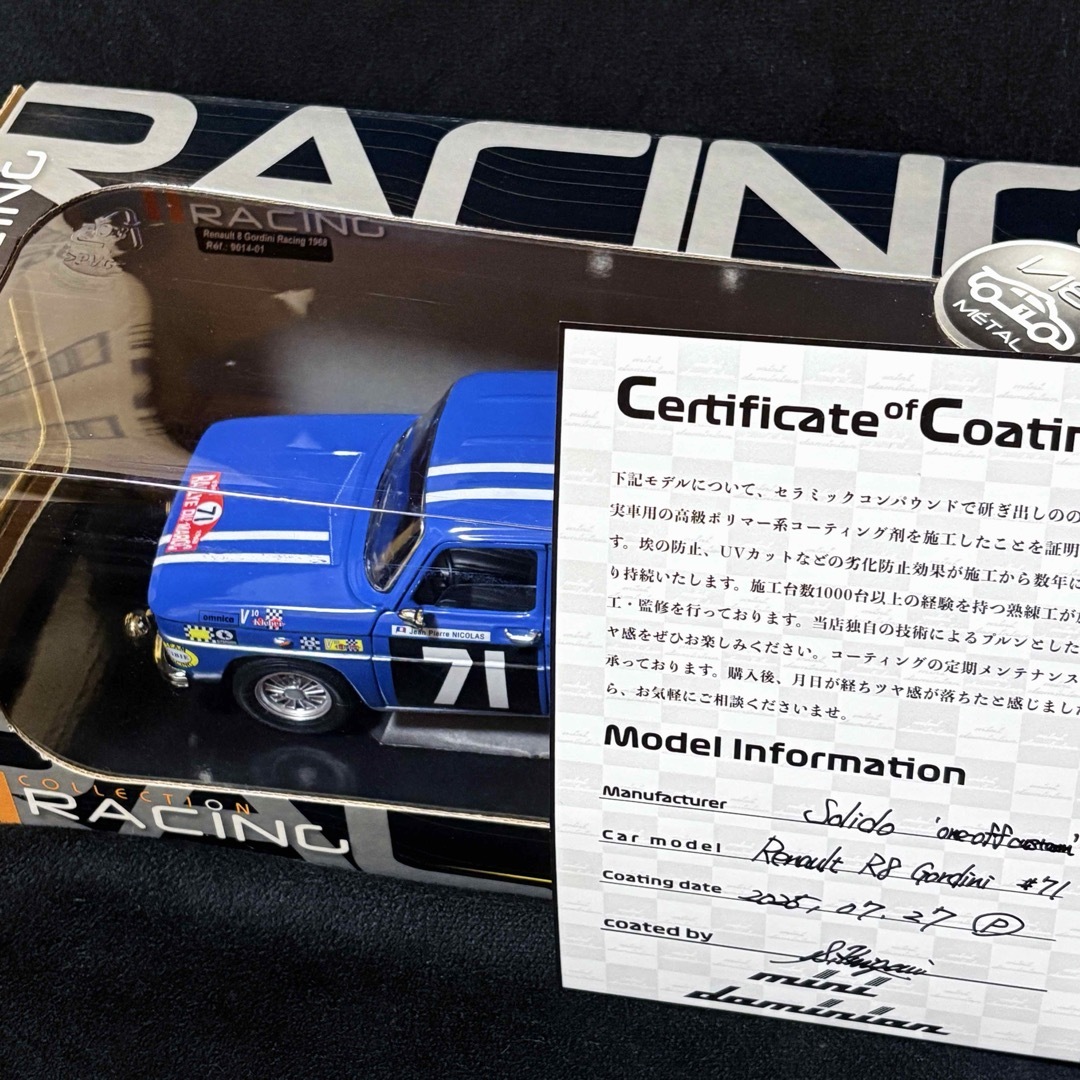 RACING
RACING
Renault 8 Gordini Racing 1968
Réf.: 9014-01
1/18
MÉTAL
RALLYE DU MAROC
71
omnica
V10
Kleber
Jean Pierre NICOLAS
71
COLLECTION
RACING
Certificate of Coatin
下記モデルについて、セラミックコンパウンドで研ぎ出しのの
実車用の高級ポリマー系コーティング剤を施工したことを証明
す。埃の防止、UVカットなどの劣化防止効果が施工から数年に
り持続いたします。施工台数1000台以上の経験を持つ熟練工が
工・監修を行っております。当店独自の技術によるプルンとした
ヤ感をぜひお楽しみください。コーティングの定期メンテナンス
承っております。購入後、月日が経ちツヤ感が落ちたと感じまし
ら、お気軽にご相談くださいませ。
Model Information
Manufacturer Solido 'one off custom'
Car model Renault R8 Gordini #71
Coating date 2025.07.27 P
coated by
mini
daminian